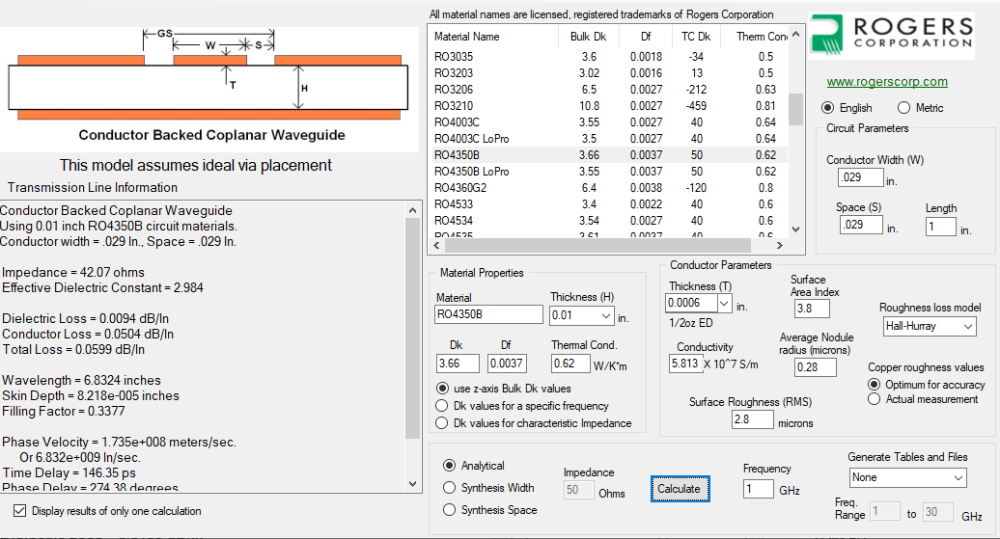 GS
W
S
T
H
Conductor Backed Coplanar Waveguide
This model assumes ideal via placement
Transmission Line Information
Conductor Backed Coplanar Waveguide
Using 0.01 inch RO4350B circuit materials.
Conductor width = .029 In., Space = .029 In.
Impedance = 42.07 ohms
Effective Dielectric Constant = 2.984
Dielectric Loss = 0.0094 dB/In
Conductor Loss = 0.0504 dB/In
Total Loss = 0.0599 dB/In
Wavelength = 6.8324 inches
Skin Depth = 8.218e-005 inches
Filling Factor = 0.3377
Phase Velocity = 1.735e+008 meters/sec.
Or 6.832e+009 In/sec.
Time Delay = 146.35 ps
Phase Delay = 274.38 degrees
Display results of only one calculation
All material names are licensed, registered trademarks of Rogers Corporation
Material Name Bulk Dk Df TC Dk Therm Con
RO3035 3.6 0.0018 -34 0.5
RO3203 3.02 0.0016 13 0.5
RO3206 6.5 0.0027 -212 0.63
RO3210 10.8 0.0027 -459 0.81
RO4003C 3.55 0.0027 40 0.64
RO4003C LoPro 3.5 0.0027 40 0.64
RO4350B 3.66 0.0037 50 0.62
RO4350B LoPro 3.55 0.0037 50 0.62
RO4360G2 6.4 0.0038 -120 0.8
RO4533 3.4 0.0022 40 0.6
RO4534 3.54 0.0027 40 0.6
RO4535 3.61 0.0037 40 0.6
ROGERS
CORPORATION
www.rogerscorp.com
English Metric
Circuit Parameters
Conductor Width (W)
.029 in.
Space (S) Length
.029 in. 1 in.
Material Properties
Material Thickness (H)
RO4350B 0.01 in.
Dk Df Thermal Cond.
3.66 0.0037 0.62 W/K*m
use z-axis Bulk Dk values
Dk values for a specific frequency
Dk values for characteristic Impedance
Conductor Parameters
Thickness (T)
0.0006 in.
1/2oz ED
Surface
Area Index
3.8
Conductivity
5.813 X 10^7 S/m
Average Nodule
radius (microns)
0.28
Surface Roughness (RMS)
2.8 microns
Roughness loss model
Hall-Hurray
Copper roughness values
Optimum for accuracy
Actual measurement
Analytical
Synthesis Width
Synthesis Space
Impedance
50 Ohms
Calculate
Frequency
1 GHz
Generate Tables and Files
None
Freq.
Range 1 to 30 GHz